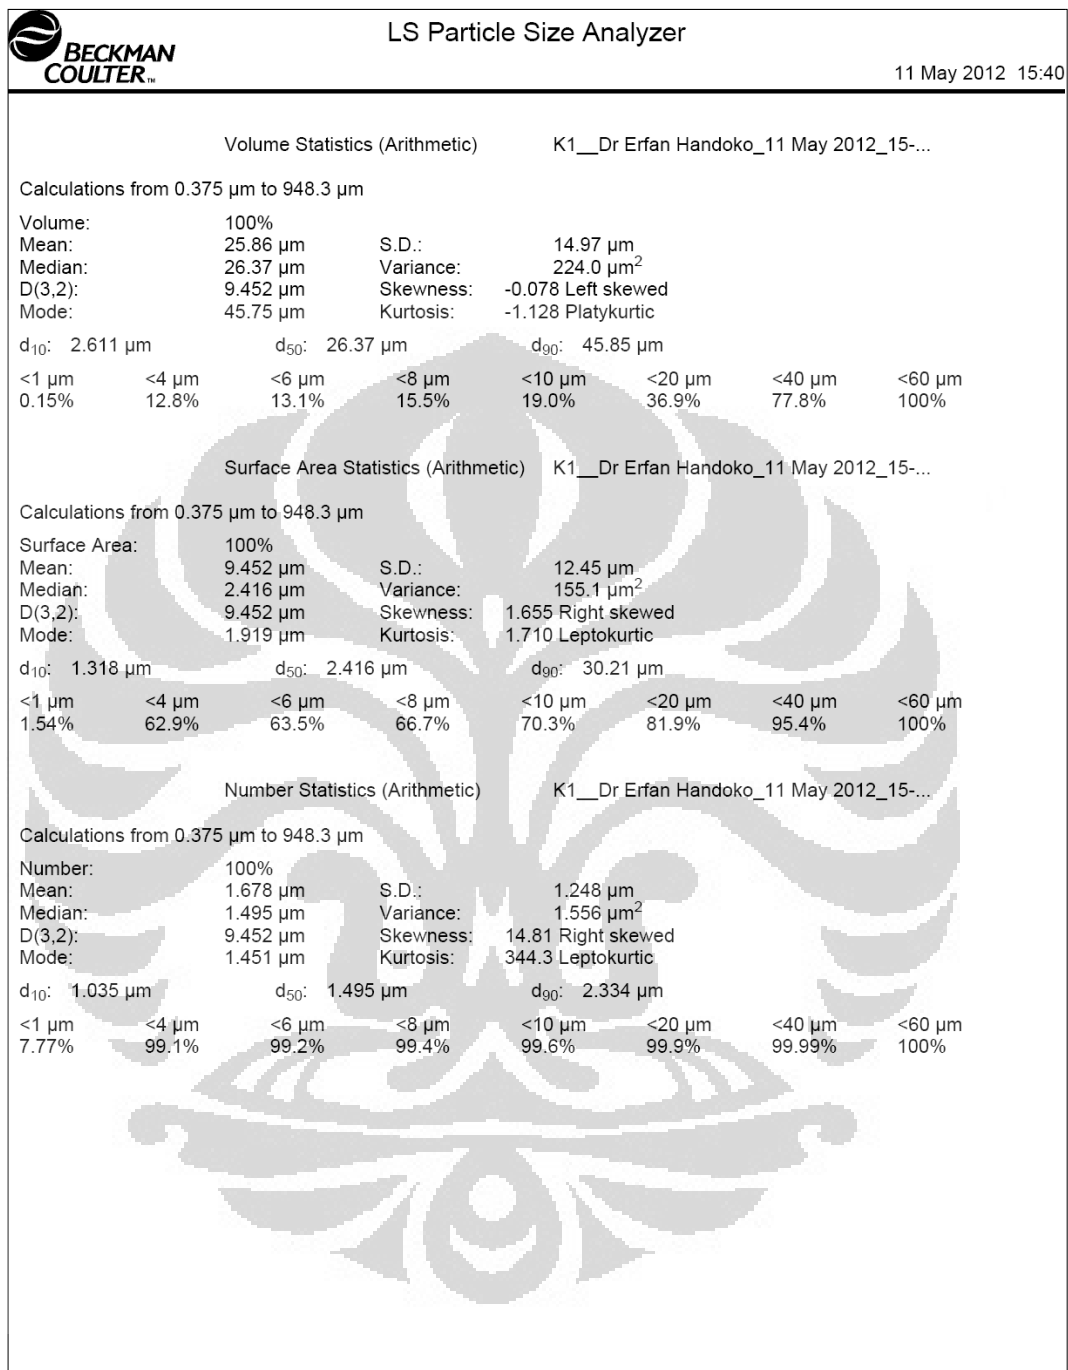 BECKMAN
COULTER™
LS Particle Size Analyzer
11 May 2012 15:40
Volume Statistics (Arithmetic) K1__Dr Erfan Handoko_11 May 2012_15-...
Calculations from 0.375 µm to 948.3 µm
Volume: 100%
Mean: 25.86 µm S.D.: 14.97 µm
Median: 26.37 µm Variance: 224.0 µm²
D(3,2): 9.452 µm Skewness: -0.078 Left skewed
Mode: 45.75 µm Kurtosis: -1.128 Platykurtic
d₁₀: 2.611 µm d₅₀: 26.37 µm d₉₀: 45.85 µm
<1 µm <4 µm <6 µm <8 µm <10 µm <20 µm <40 µm <60 µm
0.15% 12.8% 13.1% 15.5% 19.0% 36.9% 77.8% 100%
Surface Area Statistics (Arithmetic) K1__Dr Erfan Handoko_11 May 2012_15-...
Calculations from 0.375 µm to 948.3 µm
Surface Area: 100%
Mean: 9.452 µm S.D.: 12.45 µm
Median: 2.416 µm Variance: 155.1 µm²
D(3,2): 9.452 µm Skewness: 1.655 Right skewed
Mode: 1.919 µm Kurtosis: 1.710 Leptokurtic
d₁₀: 1.318 µm d₅₀: 2.416 µm d₉₀: 30.21 µm
<1 µm <4 µm <6 µm <8 µm <10 µm <20 µm <40 µm <60 µm
1.54% 62.9% 63.5% 66.7% 70.3% 81.9% 95.4% 100%
Number Statistics (Arithmetic) K1__Dr Erfan Handoko_11 May 2012_15-...
Calculations from 0.375 µm to 948.3 µm
Number: 100%
Mean: 1.678 µm S.D.: 1.248 µm
Median: 1.495 µm Variance: 1.556 µm²
D(3,2): 9.452 µm Skewness: 14.81 Right skewed
Mode: 1.451 µm Kurtosis: 344.3 Leptokurtic
d₁₀: 1.035 µm d₅₀: 1.495 µm d₉₀: 2.334 µm
<1 µm <4 µm <6 µm <8 µm <10 µm <20 µm <40 µm <60 µm
7.77% 99.1% 99.2% 99.4% 99.6% 99.9% 99.99% 100%